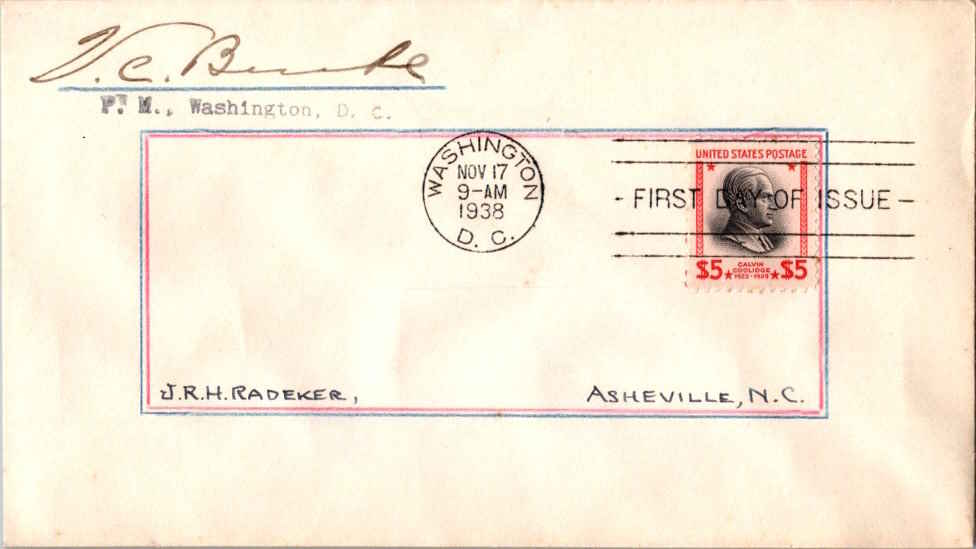 V. C. Burke
P. M., Washington, D. C.
WASHINGTON
NOV 17
9-AM
1938
D. C.
UNITED STATES POSTAGE
- FIRST DAY OF ISSUE -
CALVIN
$5 COOLIDGE $5
1923-1929
J.R.H. RADEKER, ASHEVILLE, N.C.